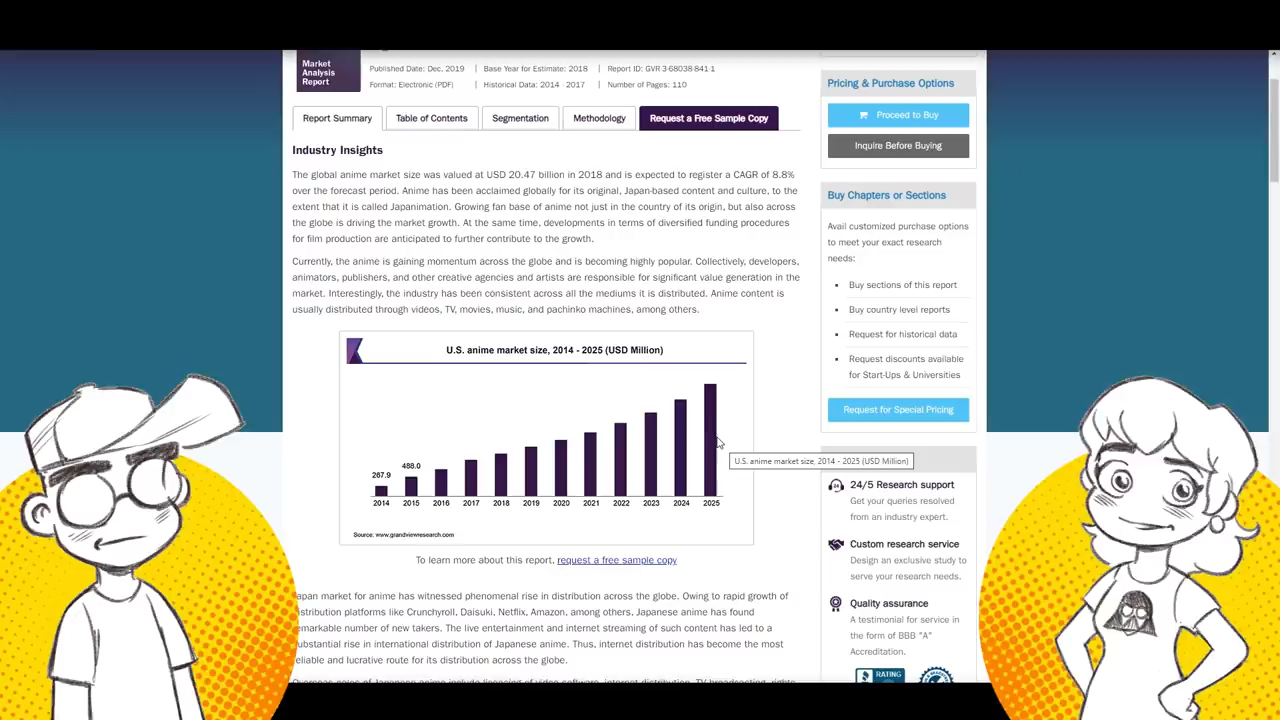 Market
Analysis
Report
Published Date: Dec, 2019 | Base Year for Estimate: 2018 | Report ID: GVR-3-68038-841-1
Format: Electronic (PDF) | Historical Data: 2014 - 2017 | Number of Pages: 110
Report Summary
Table of Contents
Segmentation
Methodology
Request a Free Sample Copy
Industry Insights
The global anime market size was valued at USD 20.47 billion in 2018 and is expected to register a CAGR of 8.8%
over the forecast period. Anime has been acclaimed globally for its original, Japan-based content and culture, to the
extent that it is called Japanimation. Growing fan base of anime not just in the country of its origin, but also across
the globe is driving the market growth. At the same time, developments in terms of diversified funding procedures
for film production are anticipated to further contribute to the growth.
Currently, the anime is gaining momentum across the globe and is becoming highly popular. Collectively, developers,
animators, publishers, and other creative agencies and artists are responsible for significant value generation in the
market. Interestingly, the industry has been consistent across all the mediums it is distributed. Anime content is
usually distributed through videos, TV, movies, music, and pachinko machines, among others.
U.S. anime market size, 2014 - 2025 (USD Million)
267.9
488.0
2014 2015 2016 2017 2018 2019 2020 2021 2022 2023 2024 2025
Source: www.grandviewresearch.com
U.S. anime market size, 2014 - 2025 (USD Million)
To learn more about this report, request a free sample copy
apan market for anime has witnessed phenomenal rise in distribution across the globe. Owing to rapid growth of
istribution platforms like Crunchyroll, Daisuki, Netflix, Amazon, among others, Japanese anime has found
emarkable number of new takers. The live entertainment and internet streaming of such content has led to a
ubstantial rise in international distribution of Japanese anime. Thus, internet distribution has become the most
eliable and lucrative route for its distribution across the globe.
Overseas sales of Japanese anime include licensing of video software, internet distribution, TV broadcasting, rights
Pricing & Purchase Options
Proceed to Buy
Inquire Before Buying
Buy Chapters or Sections
Avail customized purchase options
to meet your exact research
needs:
Buy sections of this report
Buy country level reports
Request for historical data
Request discounts available
for Start-Ups & Universities
Request for Special Pricing
24/5 Research support
Get your queries resolved
from an industry expert.
Custom research service
Design an exclusive study to
serve your research needs.
Quality assurance
A testimonial for service in
the form of BBB "A"
Accreditation.
RATING